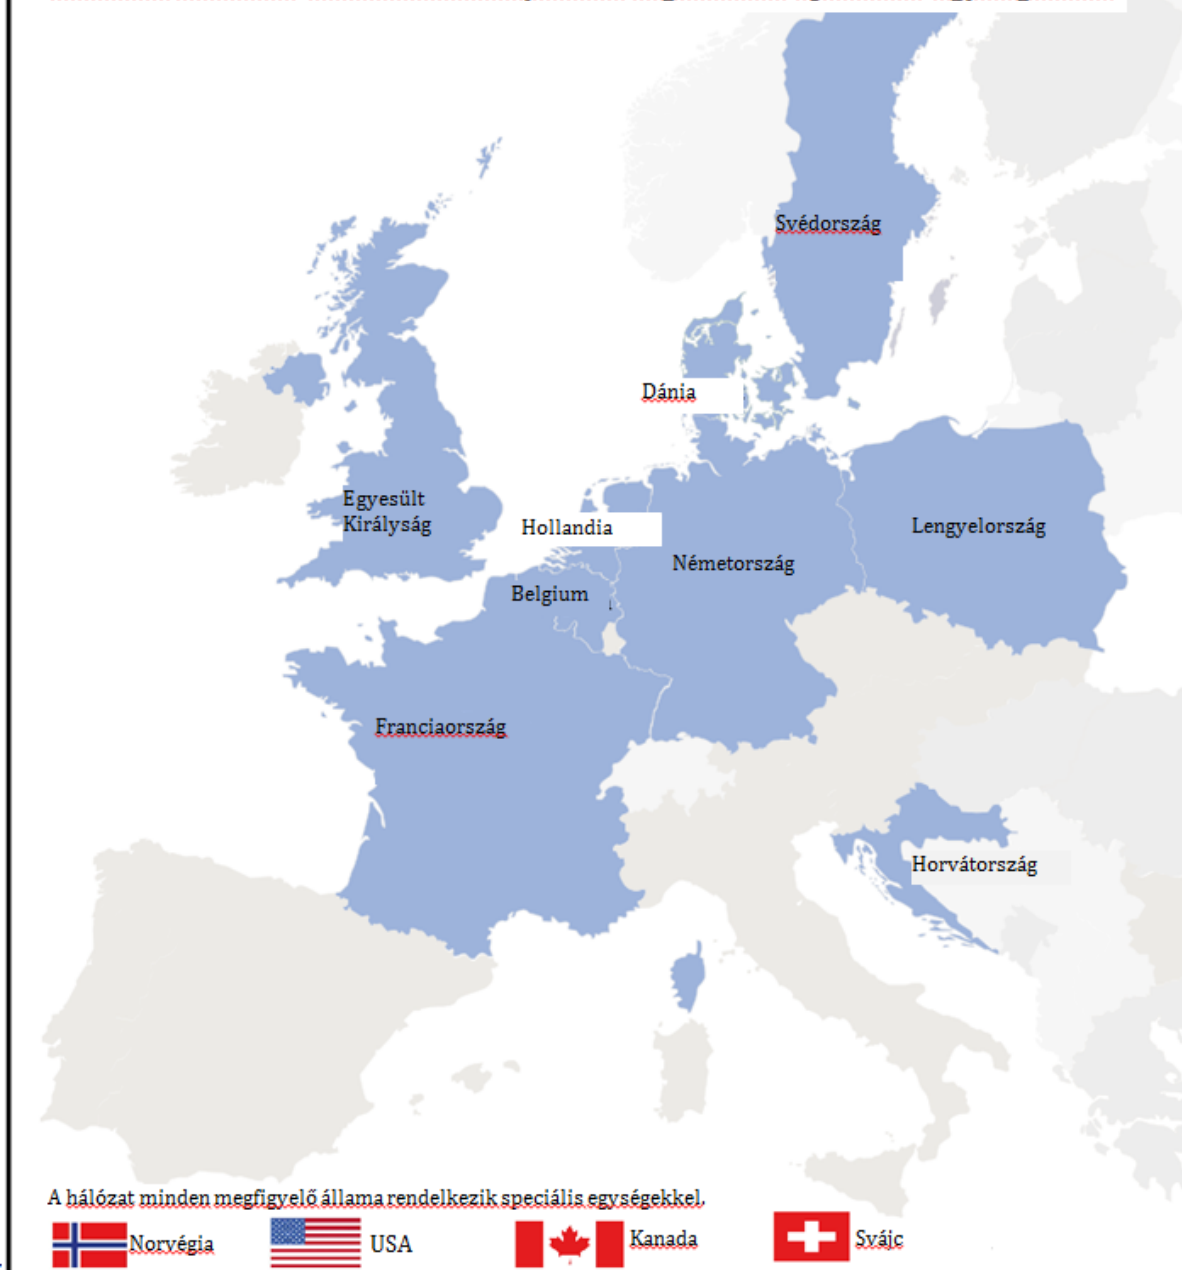 Svédország
Dánia
Egyesült
Királyság
Hollandia
Lengyelország
Németország
Belgium
Franciaország
Horvátország
A hálózat minden megfigyelő állama rendelkezik speciális egységekkel.
Norvégia
USA
Kanada
Svájc